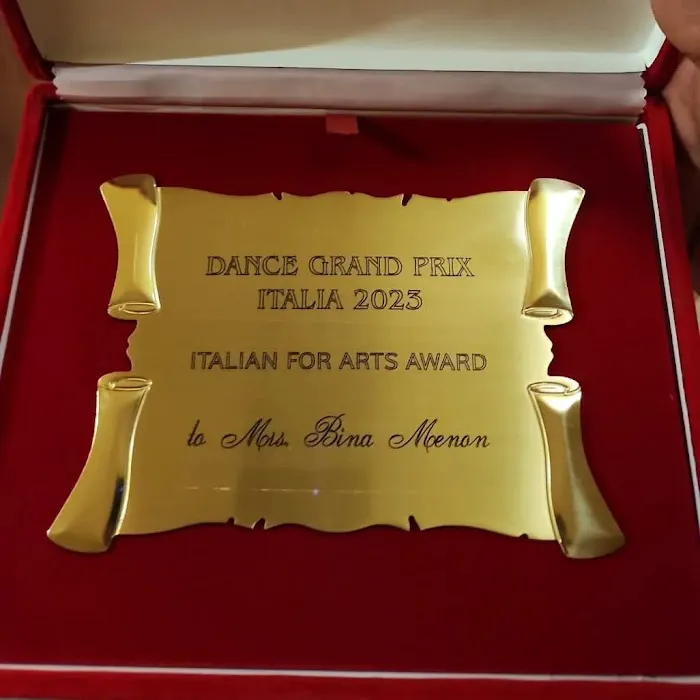 DANCE GRAND PRIX
ITALIA 2023
ITALIAN FOR ARTS AWARD
to Mrs. Bina Menon